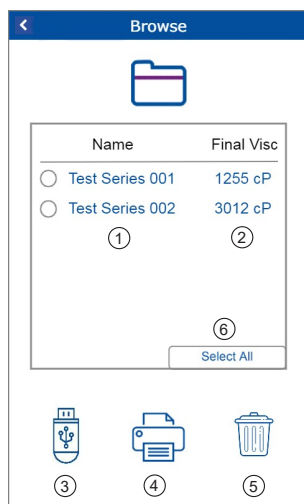 Browse
Name Final Visc
Test Series 001 1255 cP
Test Series 002 3012 cP
1 2
6
Select All
3 4 5